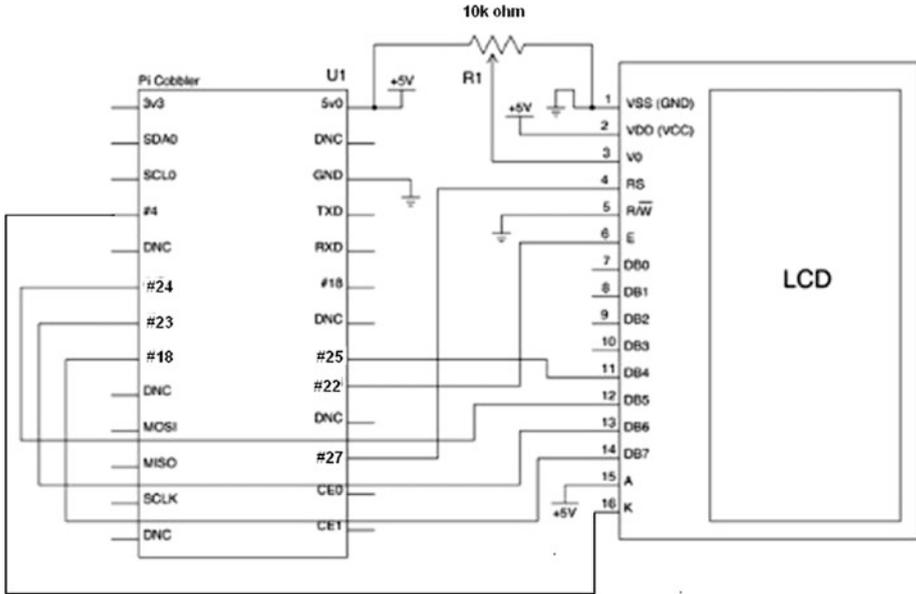 10k ohm
R1
Pi Cobbler
U1
+5V
3v3
5v0
SDA0
DNC
SCL0
GND
#4
TXD
DNC
RXD
#24
#18
#23
DNC
#18
#25
DNC
#22
MOSI
DNC
MISO
#27
SCLK
CE0
DNC
CE1
+5V
+5V
1 VSS (GND)
2 VDO (VCC)
3 V0
4 RS
5 R/W
6 E
7 DB0
8 DB1
9 DB2
10 DB3
11 DB4
12 DB5
13 DB6
14 DB7
15 A
16 K
LCD